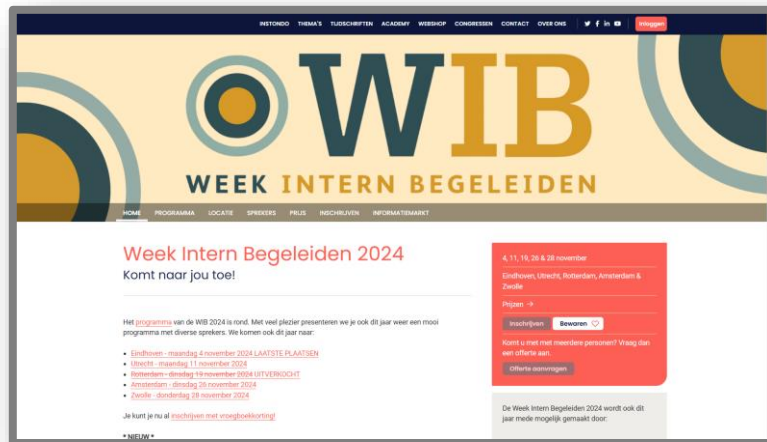 INSTONDO THEMA'S TIJDSCHRIFTEN ACADEMY WEBSHOP CONGRESSEN CONTACT OVER ONS Inloggen
WIB
WEEK INTERN BEGELEIDEN
HOME PROGRAMMA LOCATIE SPREKERS PRIJS INSCHRIJVEN INFORMATIEMARKT
Week Intern Begeleiden 2024
Komt naar jou toe!
Het programma van de WIB 2024 is rond. Met veel plezier presenteren we je ook dit jaar weer een mooi
programma met diverse sprekers. We komen ook dit jaar naar:
Eindhoven - maandag 4 november 2024 LAATSTE PLAATSEN
Utrecht - maandag 11 november 2024
Rotterdam - dinsdag 19 november 2024 UITVERKOCHT
Amsterdam - dinsdag 26 november 2024
Zwolle - donderdag 28 november 2024
Je kunt je nu al inschrijven met vroegboekkorting!
* NIEUW *
4, 11, 19, 26 & 28 november
Eindhoven, Utrecht, Rotterdam, Amsterdam &
Zwolle
Prijzen →
Inschrijven Bewaren
Komt u met meerdere personen? Vraag dan
een offerte aan.
Offerte aanvragen
De Week Intern Begeleiden 2024 wordt ook dit
jaar mede mogelijk gemaakt door: